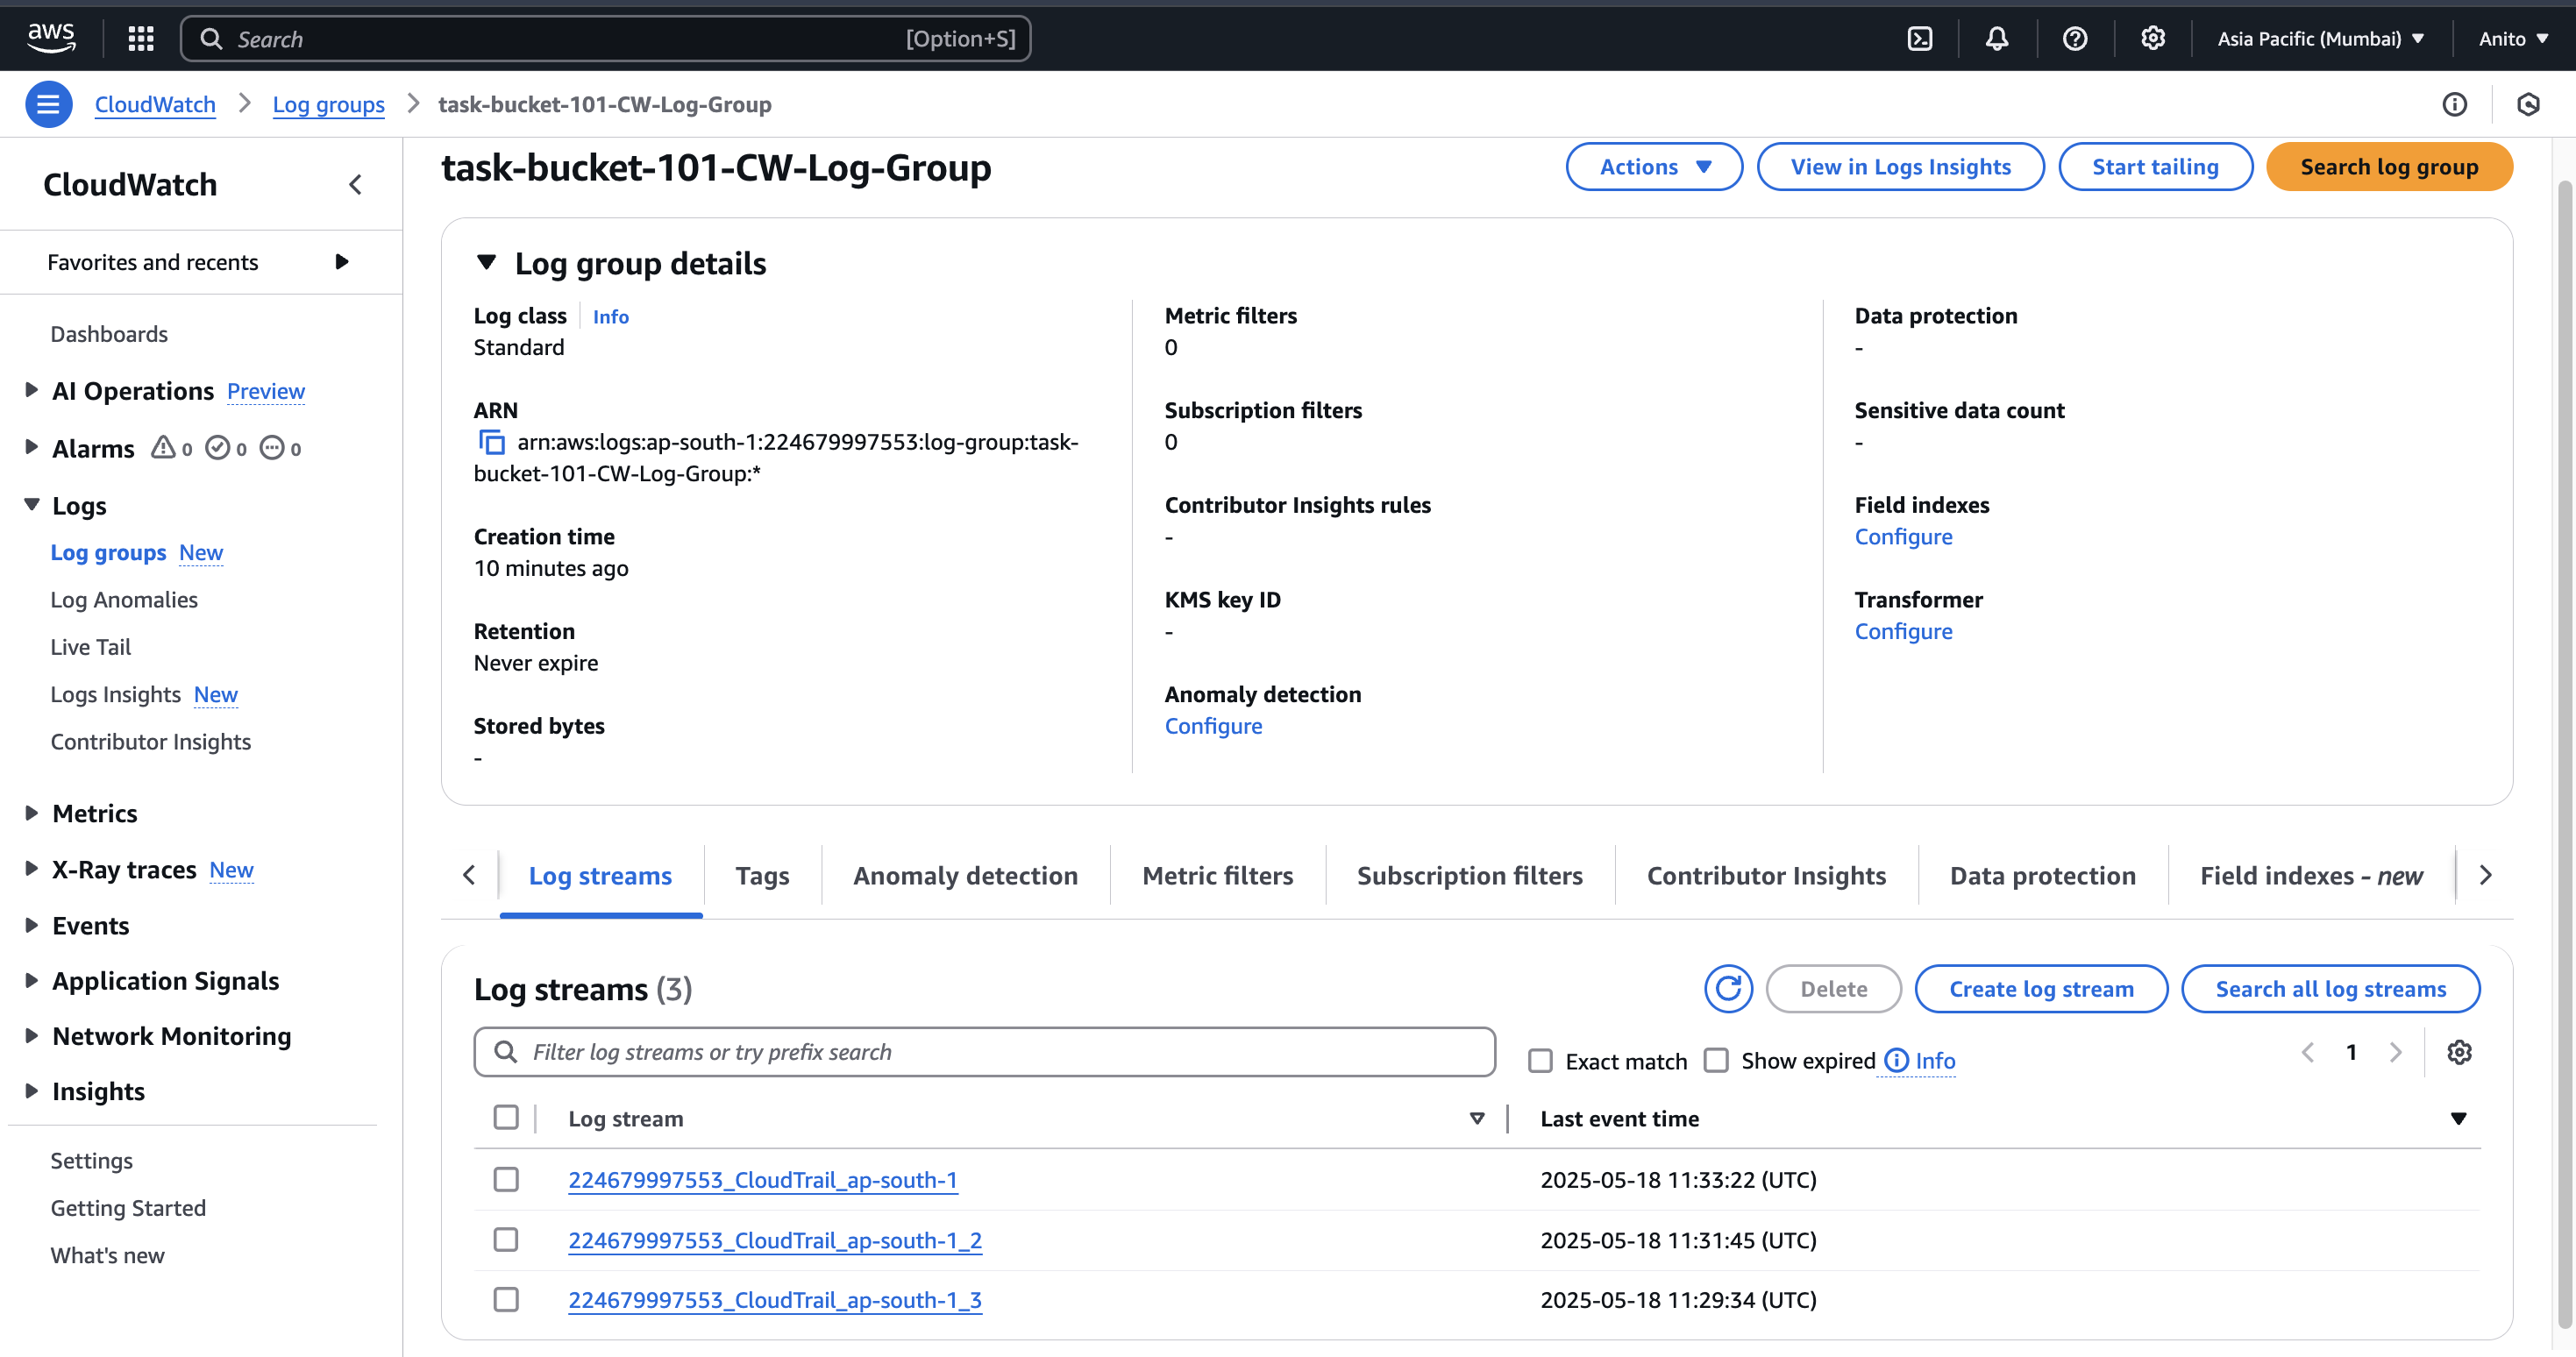 aws
Search
[Option+S]
Asia Pacific (Mumbai)
Anito
CloudWatch
Log groups
task-bucket-101-CW-Log-Group
CloudWatch
Favorites and recents
Dashboards
AI Operations Preview
Alarms 0 0 0
Logs
Log groups New
Log Anomalies
Live Tail
Logs Insights New
Contributor Insights
Metrics
X-Ray traces New
Events
Application Signals
Network Monitoring
Insights
Settings
Getting Started
What's new
task-bucket-101-CW-Log-Group
Actions
View in Logs Insights
Start tailing
Search log group
Log group details
Log class Info
Standard
ARN
arn:aws:logs:ap-south-1:224679997553:log-group:task-
bucket-101-CW-Log-Group:*
Creation time
10 minutes ago
Retention
Never expire
Stored bytes
-
Metric filters
0
Subscription filters
0
Contributor Insights rules
-
KMS key ID
-
Anomaly detection
Configure
Data protection
-
Sensitive data count
-
Field indexes
Configure
Transformer
Configure
Log streams
Tags
Anomaly detection
Metric filters
Subscription filters
Contributor Insights
Data protection
Field indexes - new
Log streams (3)
Delete
Create log stream
Search all log streams
Filter log streams or try prefix search
Exact match
Show expired
Info
1
Log stream
Last event time
224679997553_CloudTrail_ap-south-1
2025-05-18 11:33:22 (UTC)
224679997553_CloudTrail_ap-south-1_2
2025-05-18 11:31:45 (UTC)
224679997553_CloudTrail_ap-south-1_3
2025-05-18 11:29:34 (UTC)